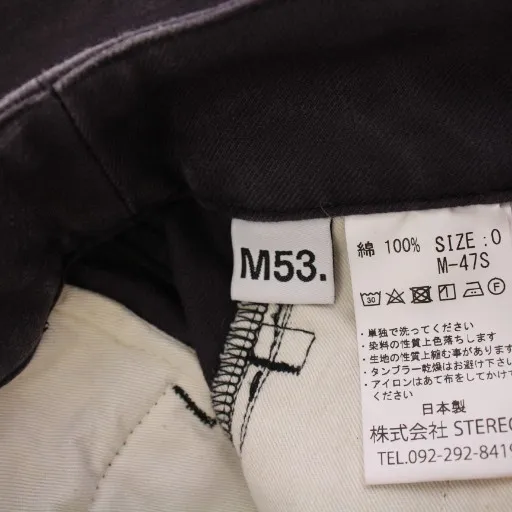 M53.
綿 100% SIZE : 0
M-47S
30 F
・単独で洗ってください
・染料の性質上色落ちします
・生地の性質上縮む事があります
・タンブラー乾燥はお避け下さい
・アイロンはあて布をしてかけて
ください
日本製
株式会社 STEREO
TEL.092-292-8419